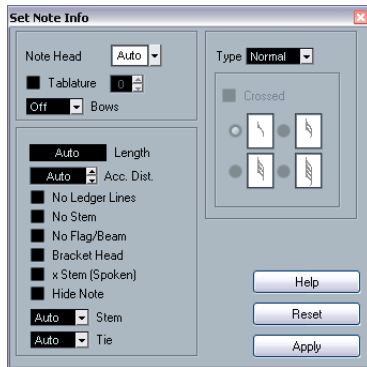 Set Note Info
Note Head Auto
Tablature 0
Off Bows
Auto Length
Auto Acc. Dist.
No Ledger Lines
No Stem
No Flag/Beam
Bracket Head
x Stem (Spoken)
Hide Note
Auto Stem
Auto Tie
Type Normal
Crossed
Help
Reset
Apply